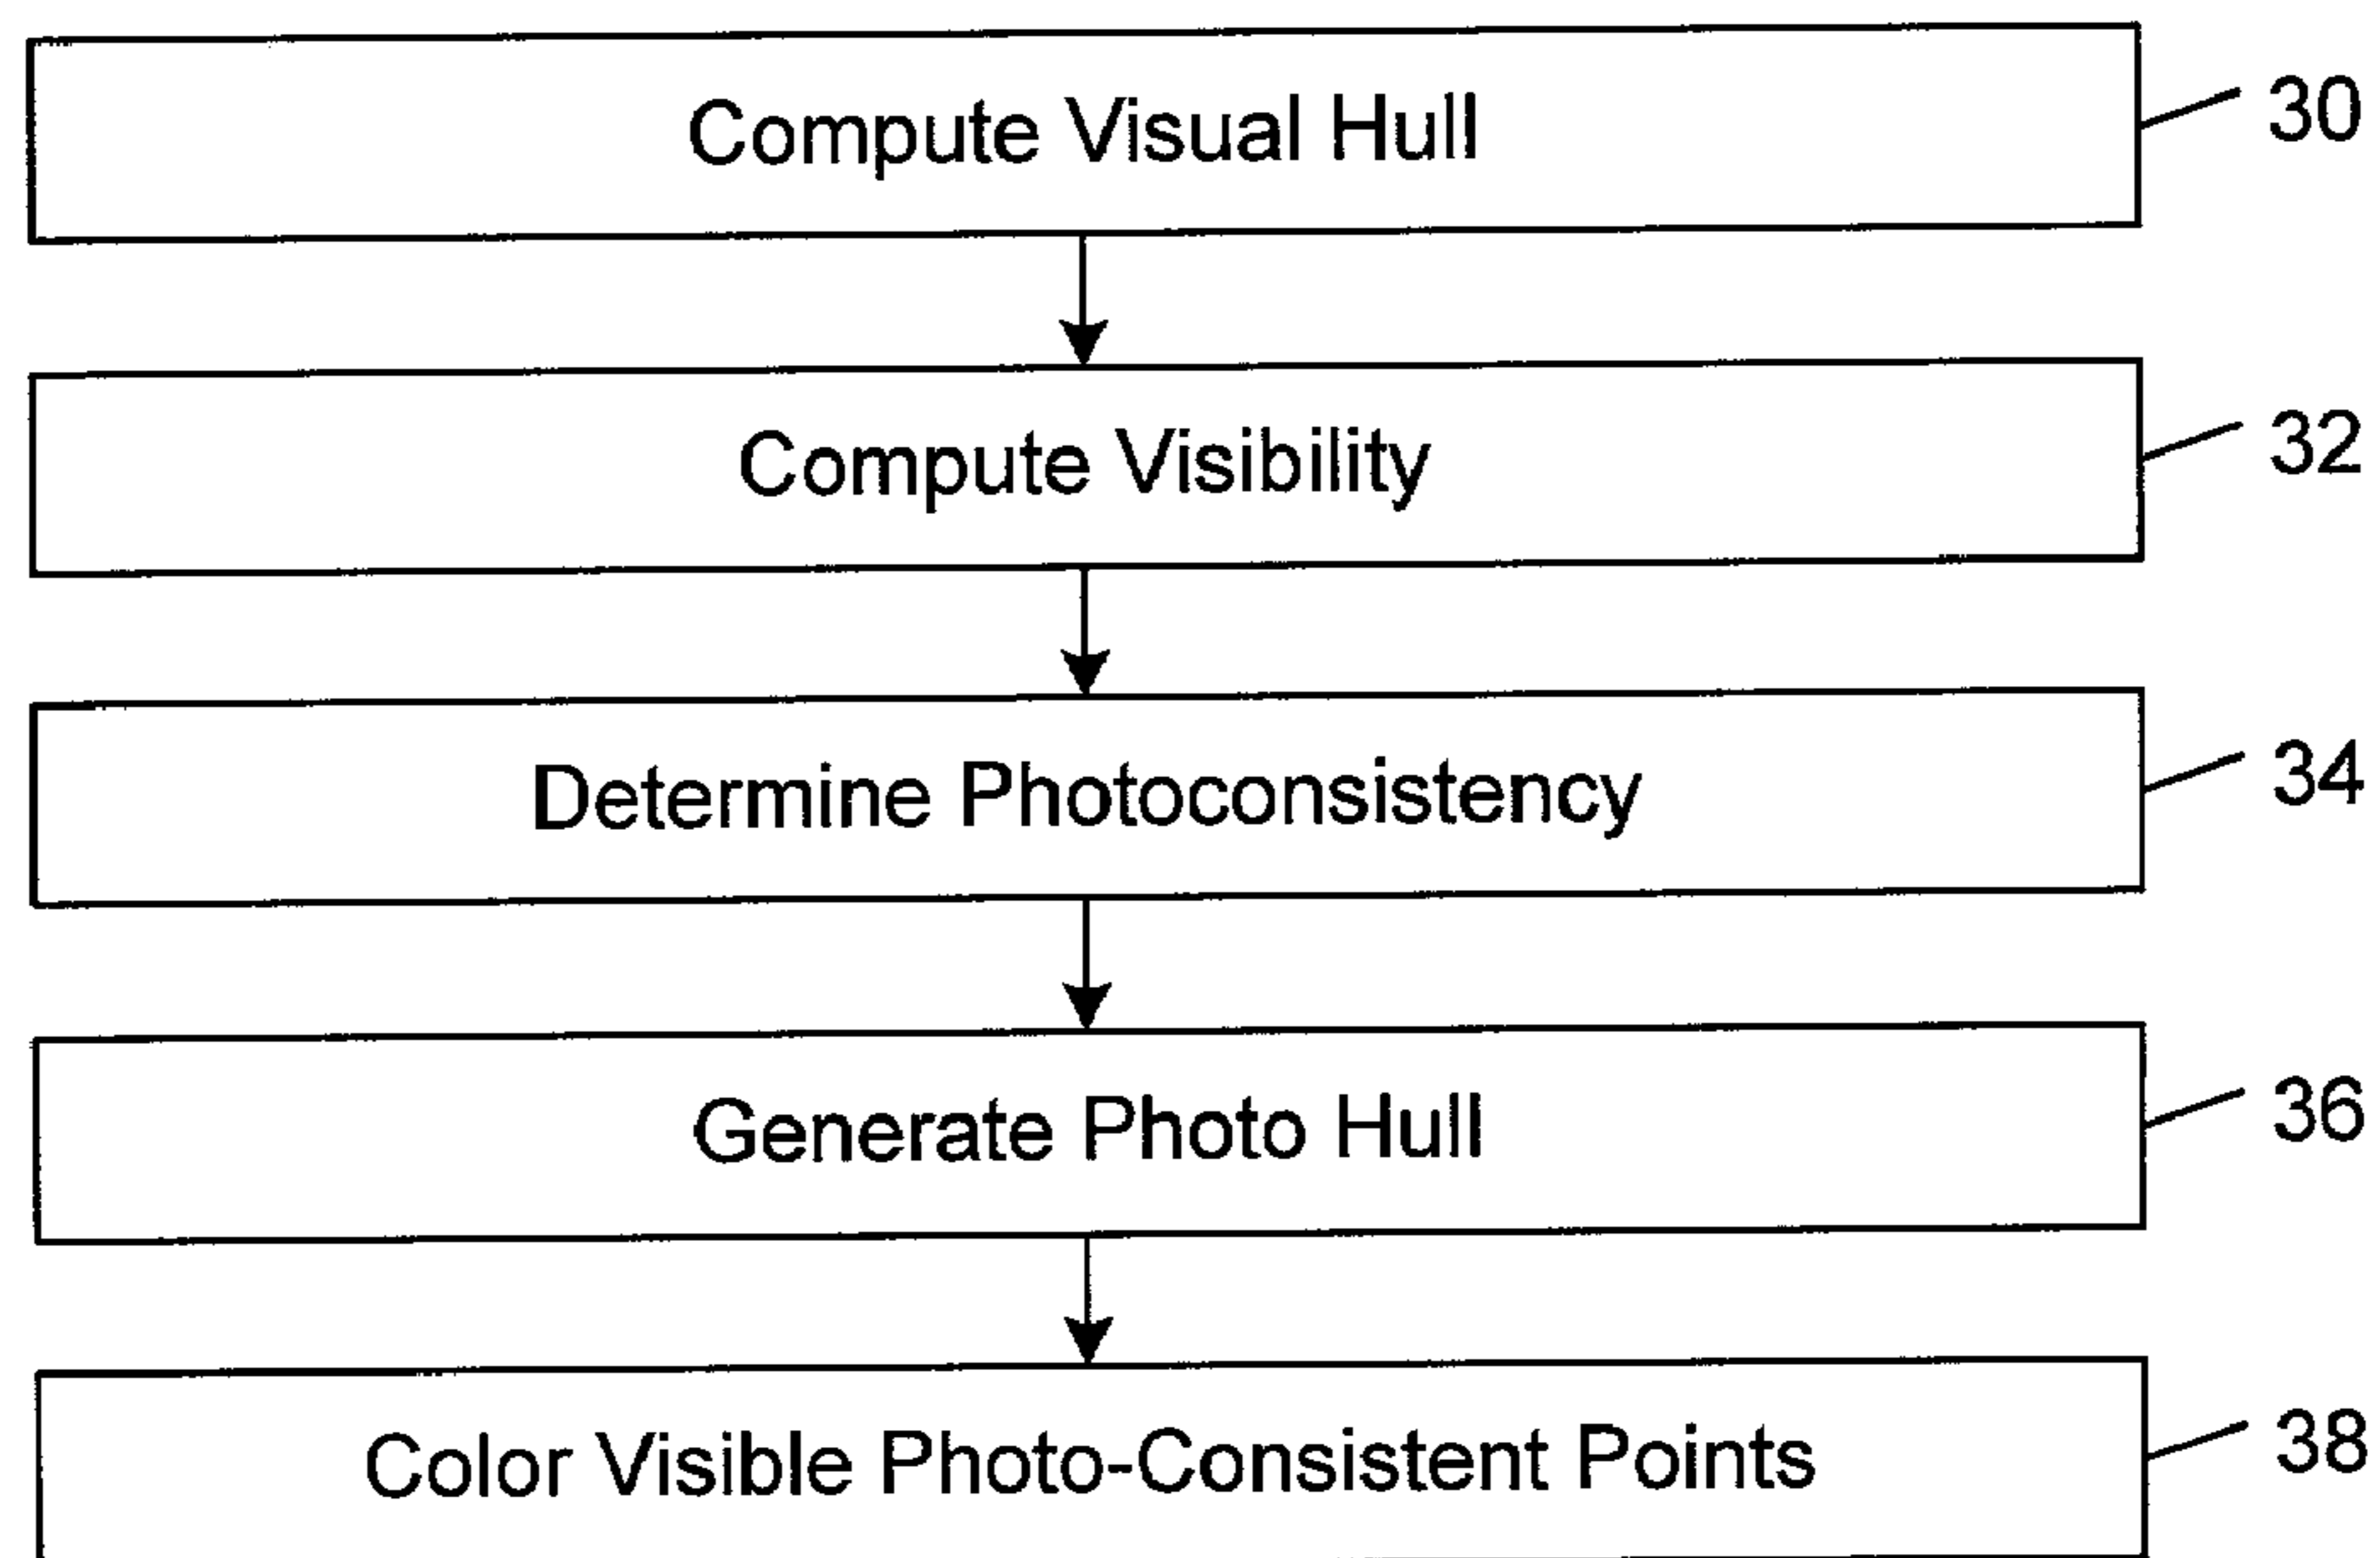 Compute Visual Hull 30
Compute Visibility 32
Determine Photoconsistency 34
Generate Photo Hull 36
Color Visible Photo-Consistent Points 38